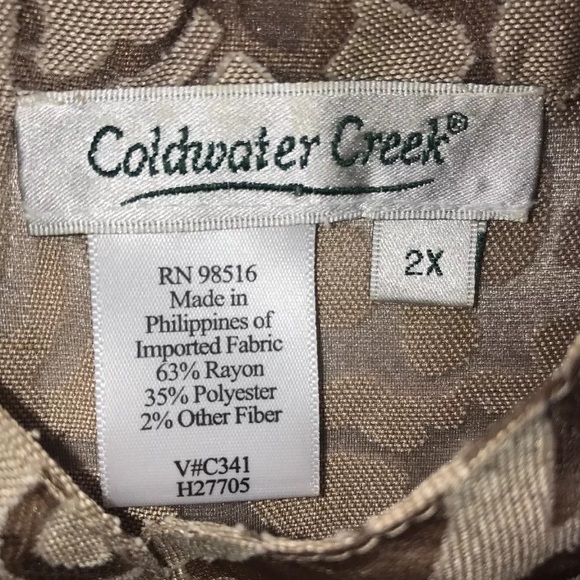 Coldwater Creek®
2X
RN 98516
Made in
Philippines of
Imported Fabric
63% Rayon
35% Polyester
2% Other Fiber
V#C341
H27705